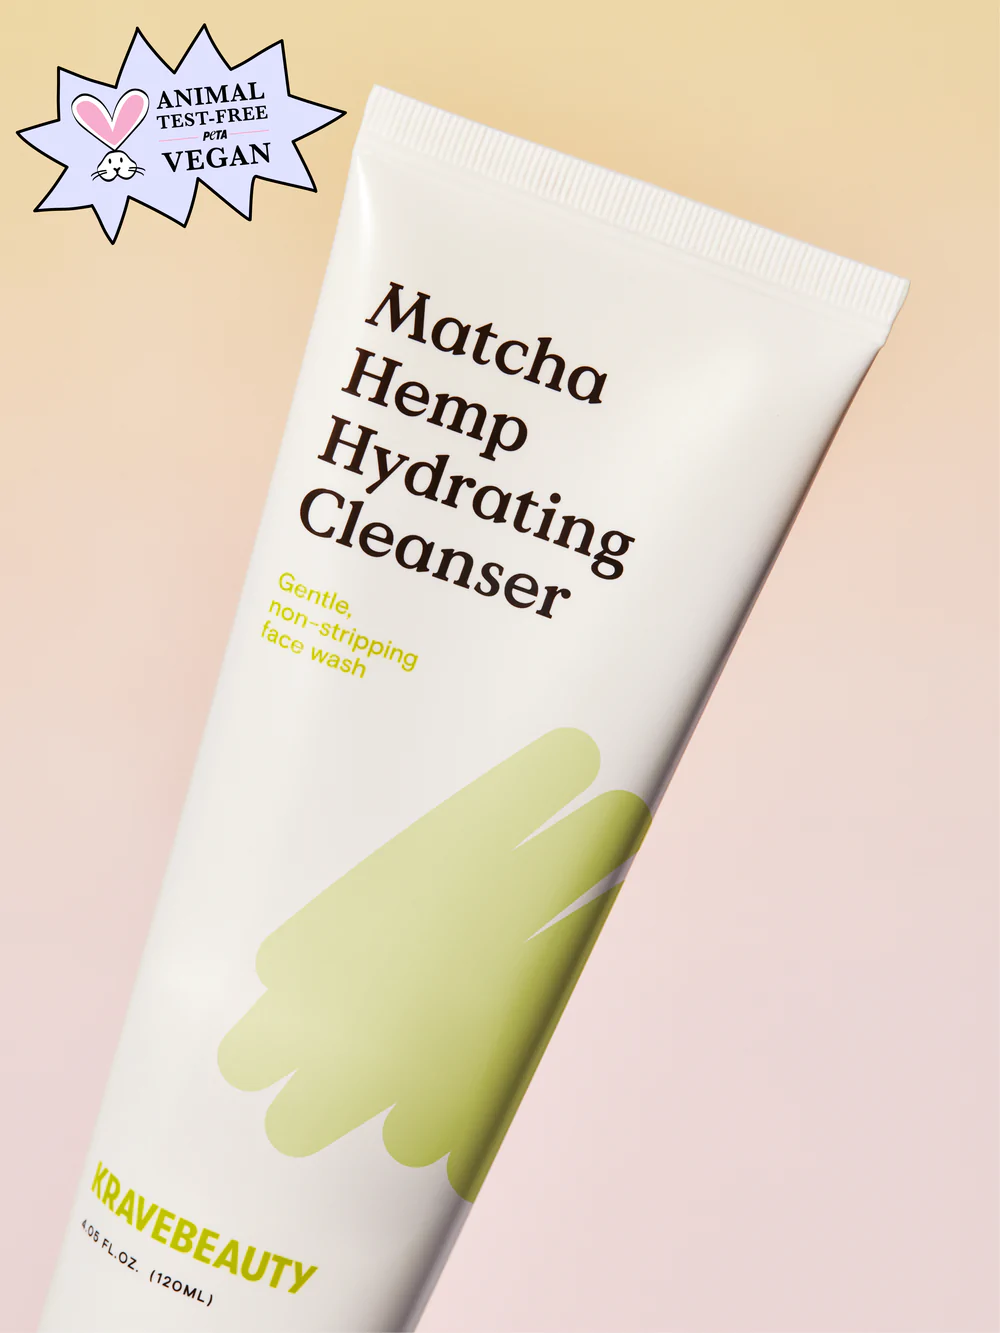 ANIMAL
TEST-FREE
PETA
VEGAN
Matcha
Hemp
Hydrating
Cleanser
Gentle,
non-stripping
face wash
KRAVEBEAUTY
4.05 FL.OZ. (120ML)